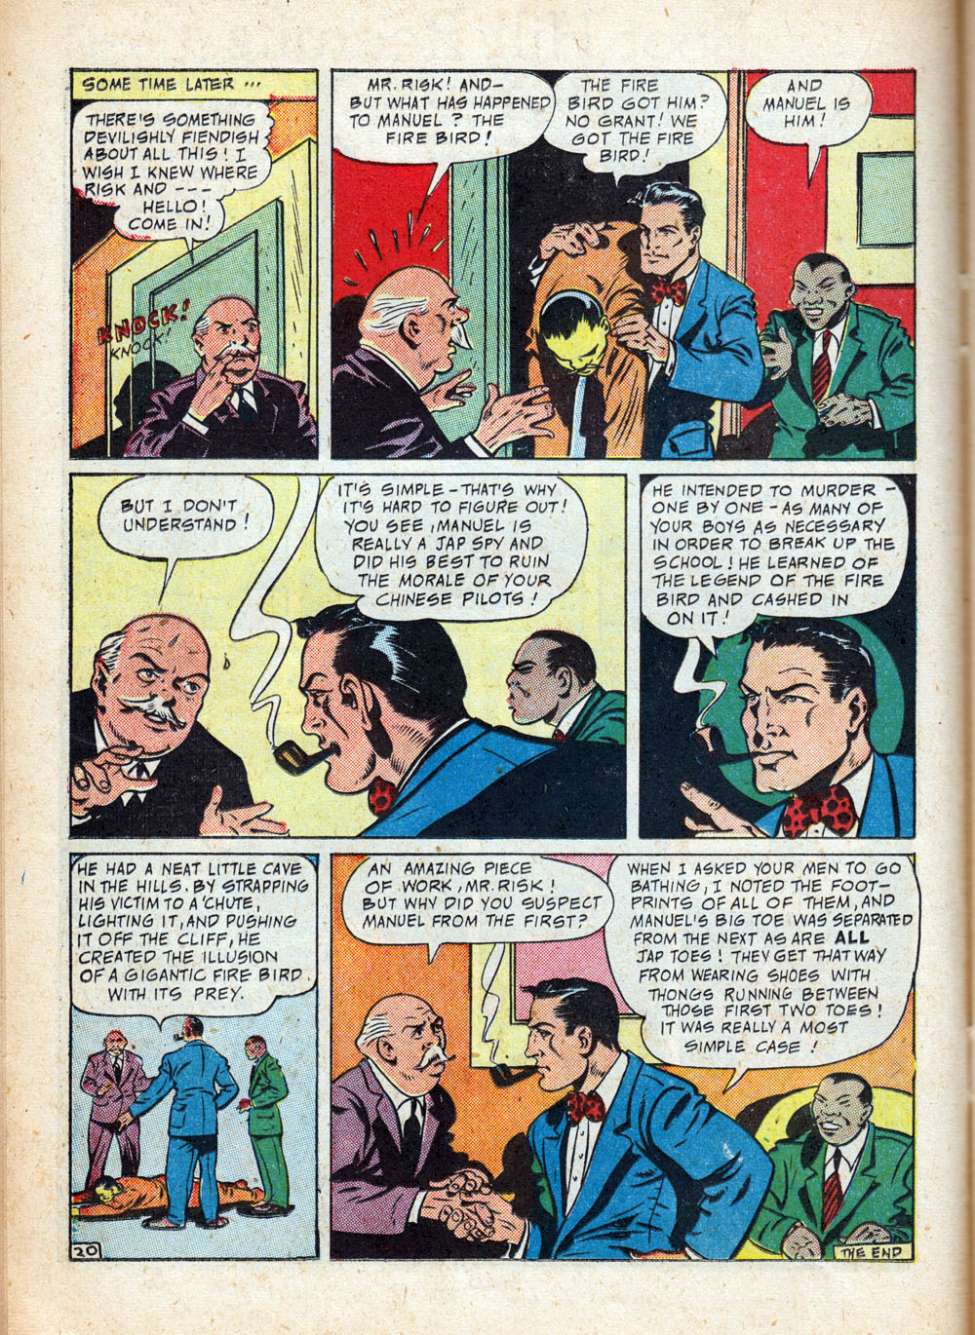 SOME TIME LATER ...
THERE'S SOMETHING
DEVILISHLY FIENDISH
ABOUT ALL THIS! I
WISH I KNEW WHERE
RISK AND ---
HELLO!
COME IN!
KNOCK!
KNOCK!
MR. RISK! AND-
BUT WHAT HAS HAPPENED
TO MANUEL? THE
FIRE BIRD!
THE FIRE
BIRD GOT HIM?
NO GRANT! WE
GOT THE FIRE
BIRD!
AND
MANUEL IS
HIM!
BUT I DON'T
UNDERSTAND!
IT'S SIMPLE - THAT'S WHY
IT'S HARD TO FIGURE OUT!
YOU SEE, MANUEL IS
REALLY A JAP SPY AND
DID HIS BEST TO RUIN
THE MORALE OF YOUR
CHINESE PILOTS!
HE INTENDED TO MURDER -
ONE BY ONE - AS MANY OF
YOUR BOYS AS NECESSARY
IN ORDER TO BREAK UP THE
SCHOOL! HE LEARNED OF
THE LEGEND OF THE FIRE
BIRD AND CASHED IN
ON IT!
HE HAD A NEAT LITTLE CAVE
IN THE HILLS. BY STRAPPING
HIS VICTIM TO A 'CHUTE,
LIGHTING IT, AND PUSHING
IT OFF THE CLIFF, HE
CREATED THE ILLUSION
OF A GIGANTIC FIRE BIRD
WITH ITS PREY.
20
AN AMAZING PIECE
OF WORK, MR. RISK!
BUT WHY DID YOU SUSPECT
MANUEL FROM THE FIRST?
WHEN I ASKED YOUR MEN TO GO
BATHING, I NOTED THE FOOT-
PRINTS OF ALL OF THEM, AND
MANUEL'S BIG TOE WAS SEPARATED
FROM THE NEXT AS ARE ALL
JAP TOES! THEY GET THAT WAY
FROM WEARING SHOES WITH
THONGS RUNNING BETWEEN
THOSE FIRST TWO TOES!
IT WAS REALLY A MOST
SIMPLE CASE!
THE END